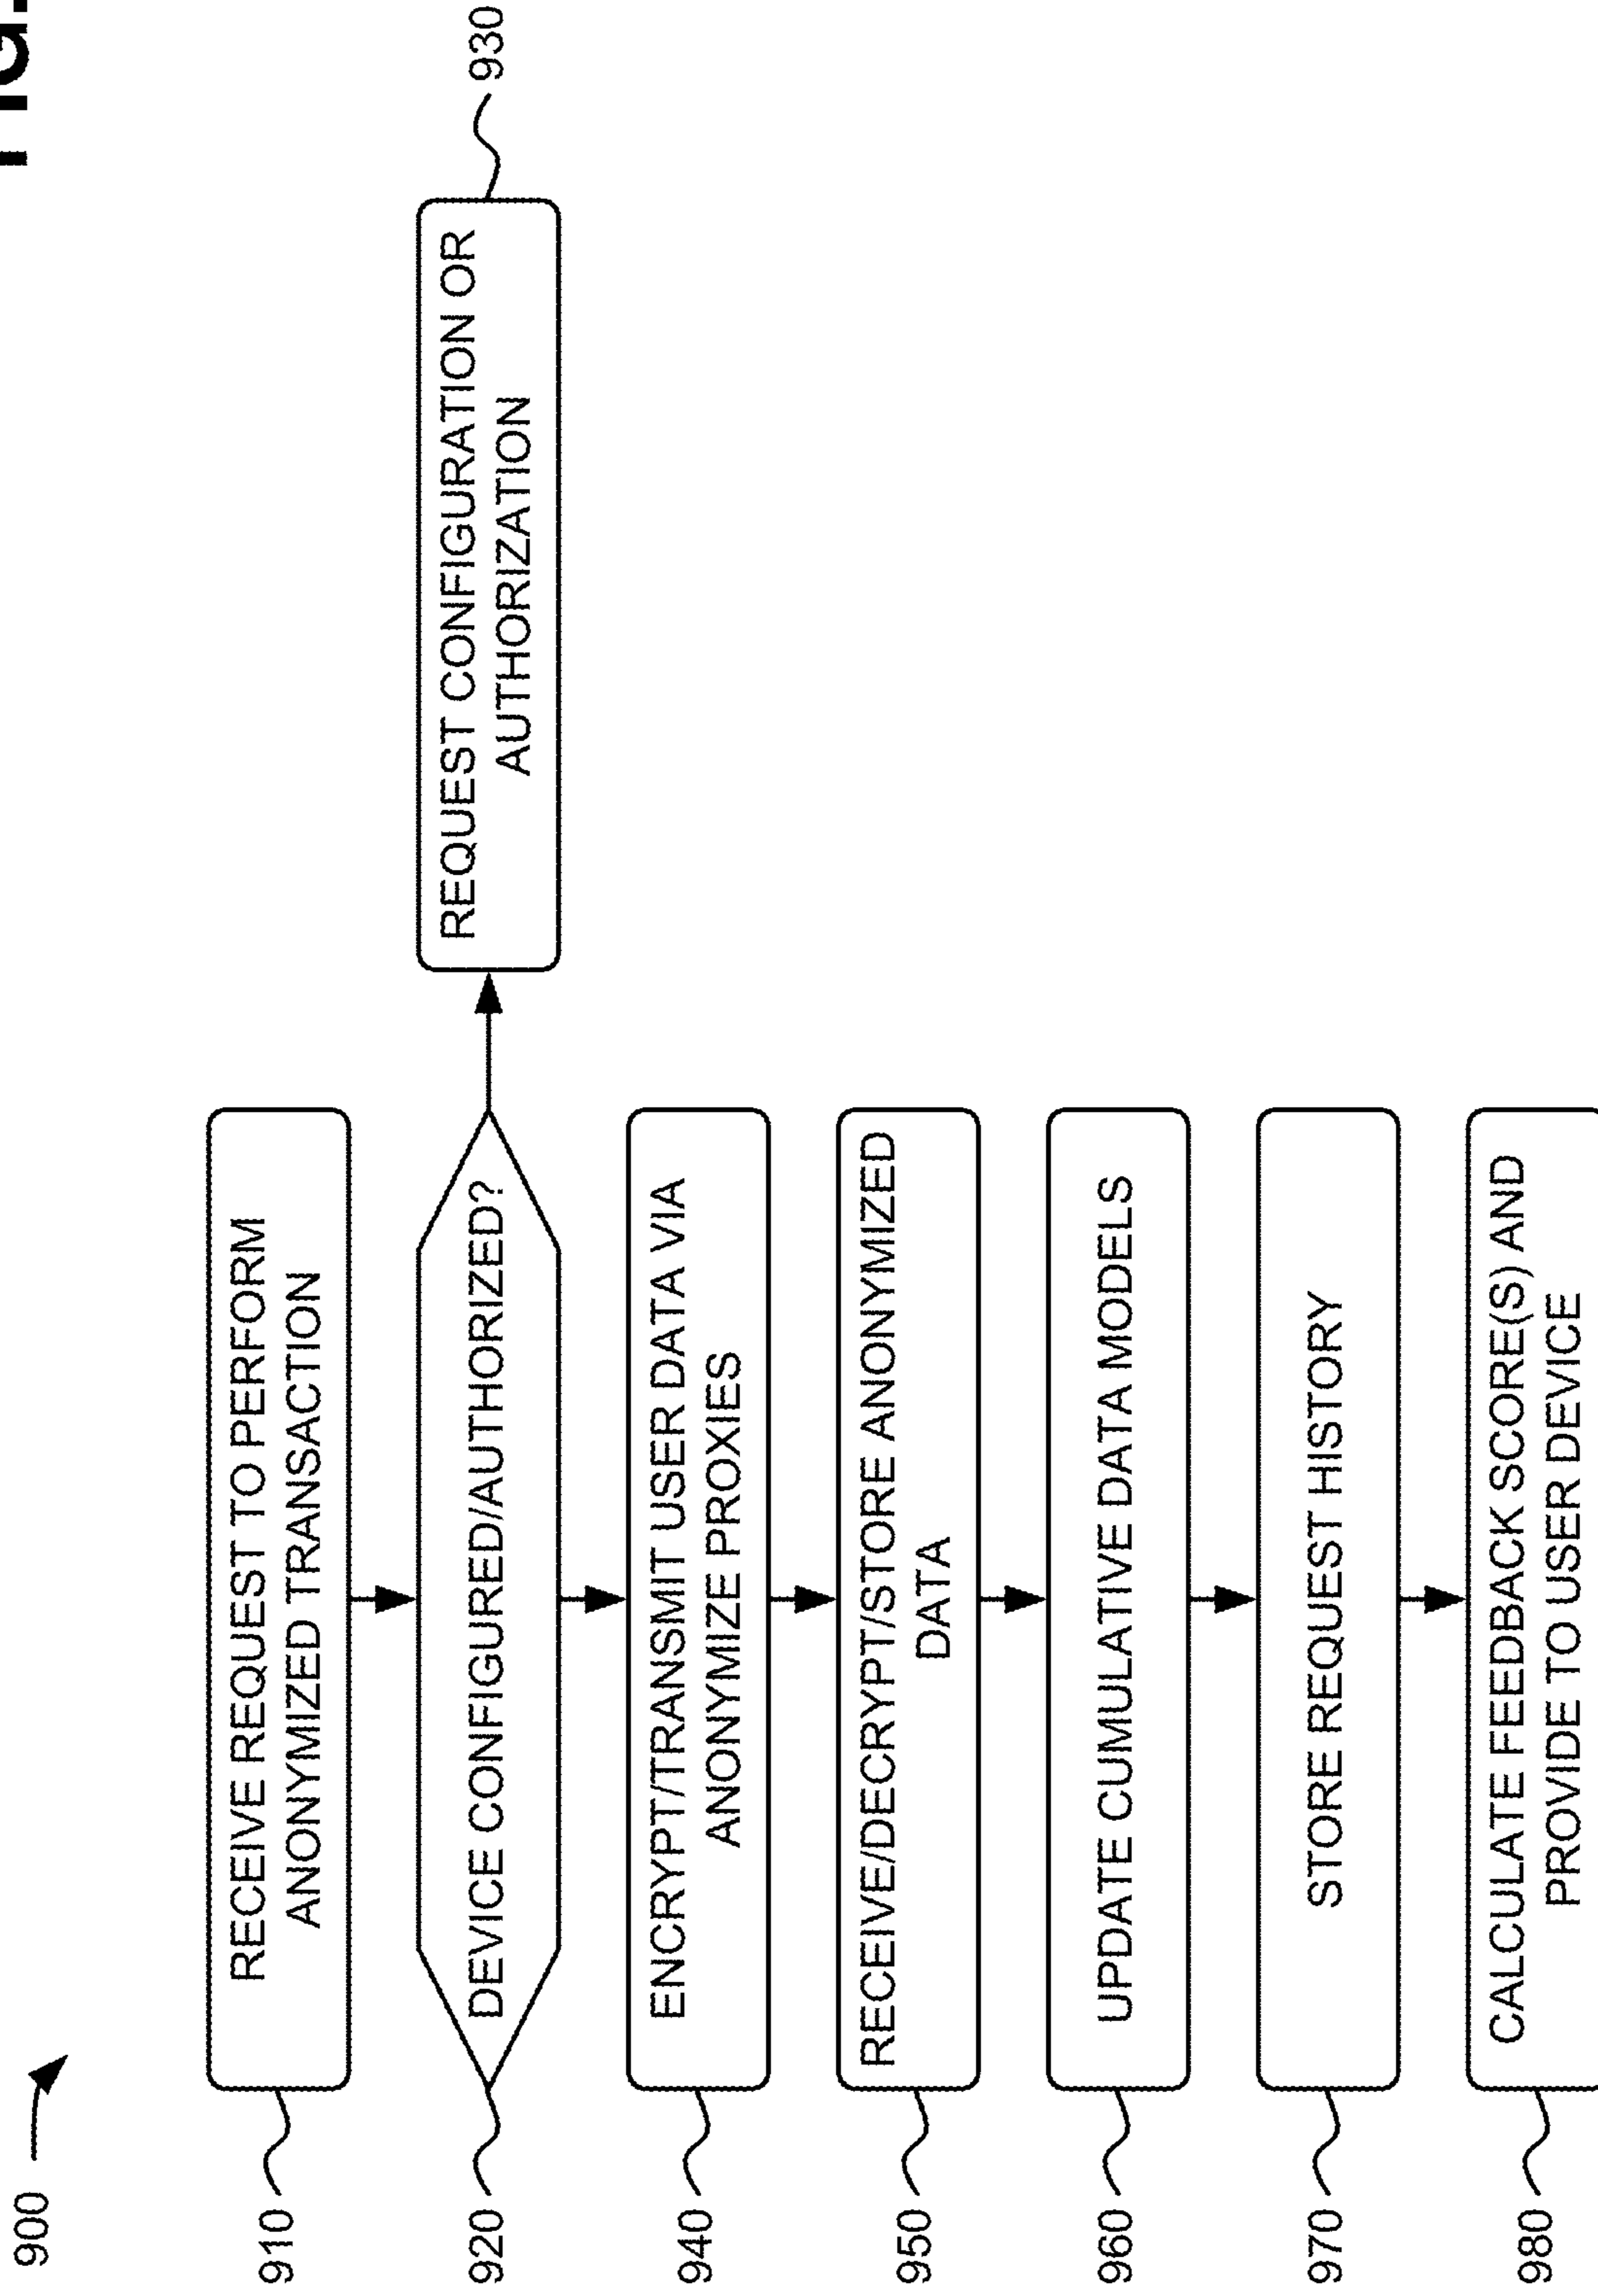 FIG.
900
910
RECEIVE REQUEST TO PERFORM
ANONYMIZED TRANSACTION
920
DEVICE CONFIGURED/AUTHORIZED?
REQUEST CONFIGURATION OR
AUTHORIZATION
930
940
ENCRYPT/TRANSMIT USER DATA VIA
ANONYMIZE PROXIES
950
RECEIVE/DECRYPT/STORE ANONYMIZED
DATA
960
UPDATE CUMULATIVE DATA MODELS
970
STORE REQUEST HISTORY
980
CALCULATE FEEDBACK SCORE(S) AND
PROVIDE TO USER DEVICE